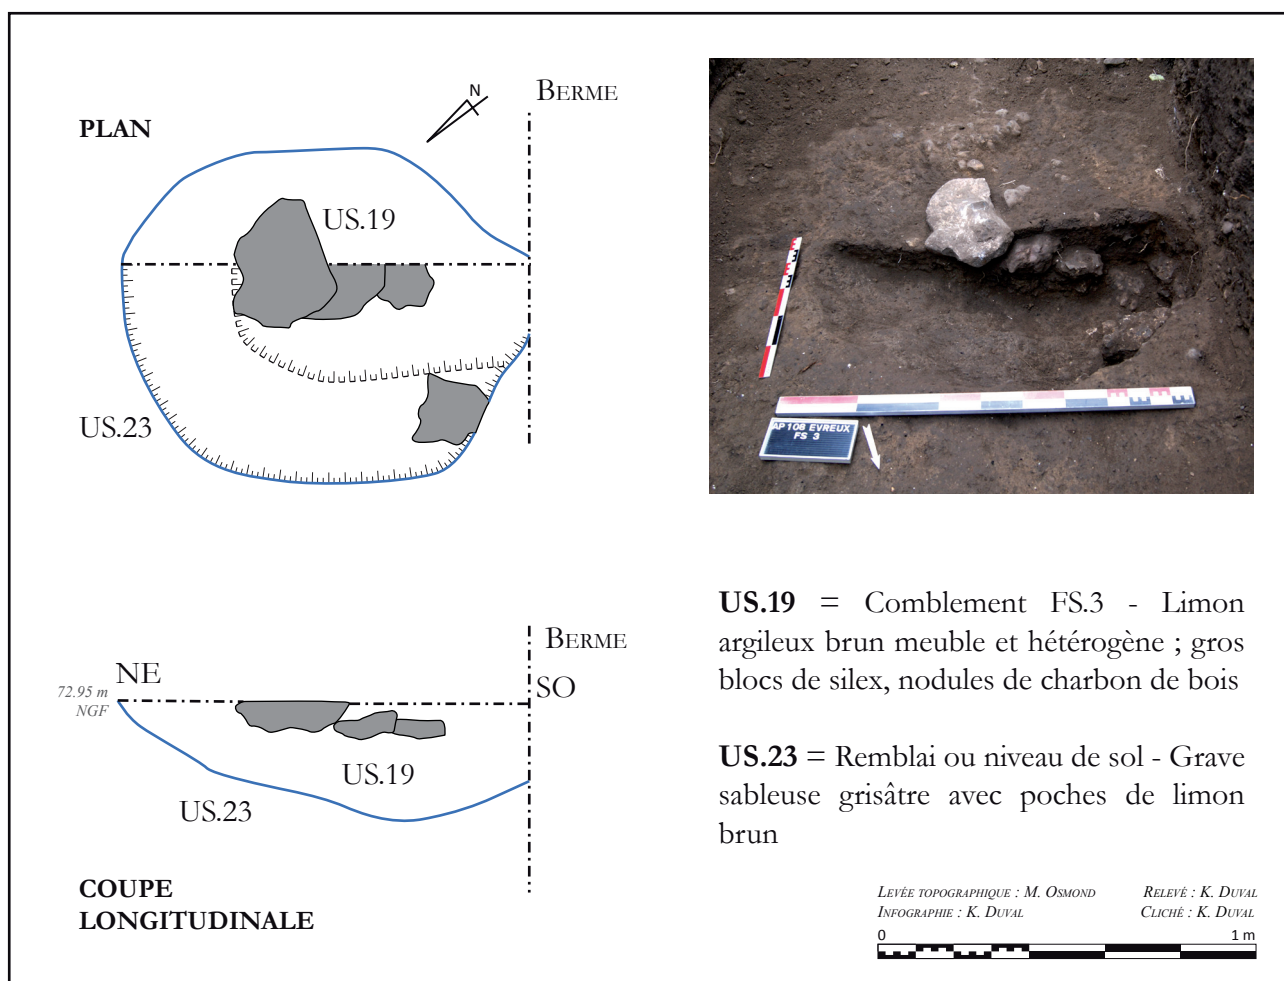 PLAN
N
BERME
US.19
US.23
AP 108 EVREUX
FS 3
BERME
NE
SO
72.95 m
NGF
US.19
US.23
COUPE
LONGITUDINALE
US.19 = Comblement FS.3 - Limon
argileux brun meuble et hétérogène ; gros
blocs de silex, nodules de charbon de bois
US.23 = Remblai ou niveau de sol - Grave
sableuse grisâtre avec poches de limon
brun
LEVÉE TOPOGRAPHIQUE : M. OSMOND RELEVÉ : K. DUVAL
INFOGRAPHIE : K. DUVAL CLICHÉ : K. DUVAL
0 1 m